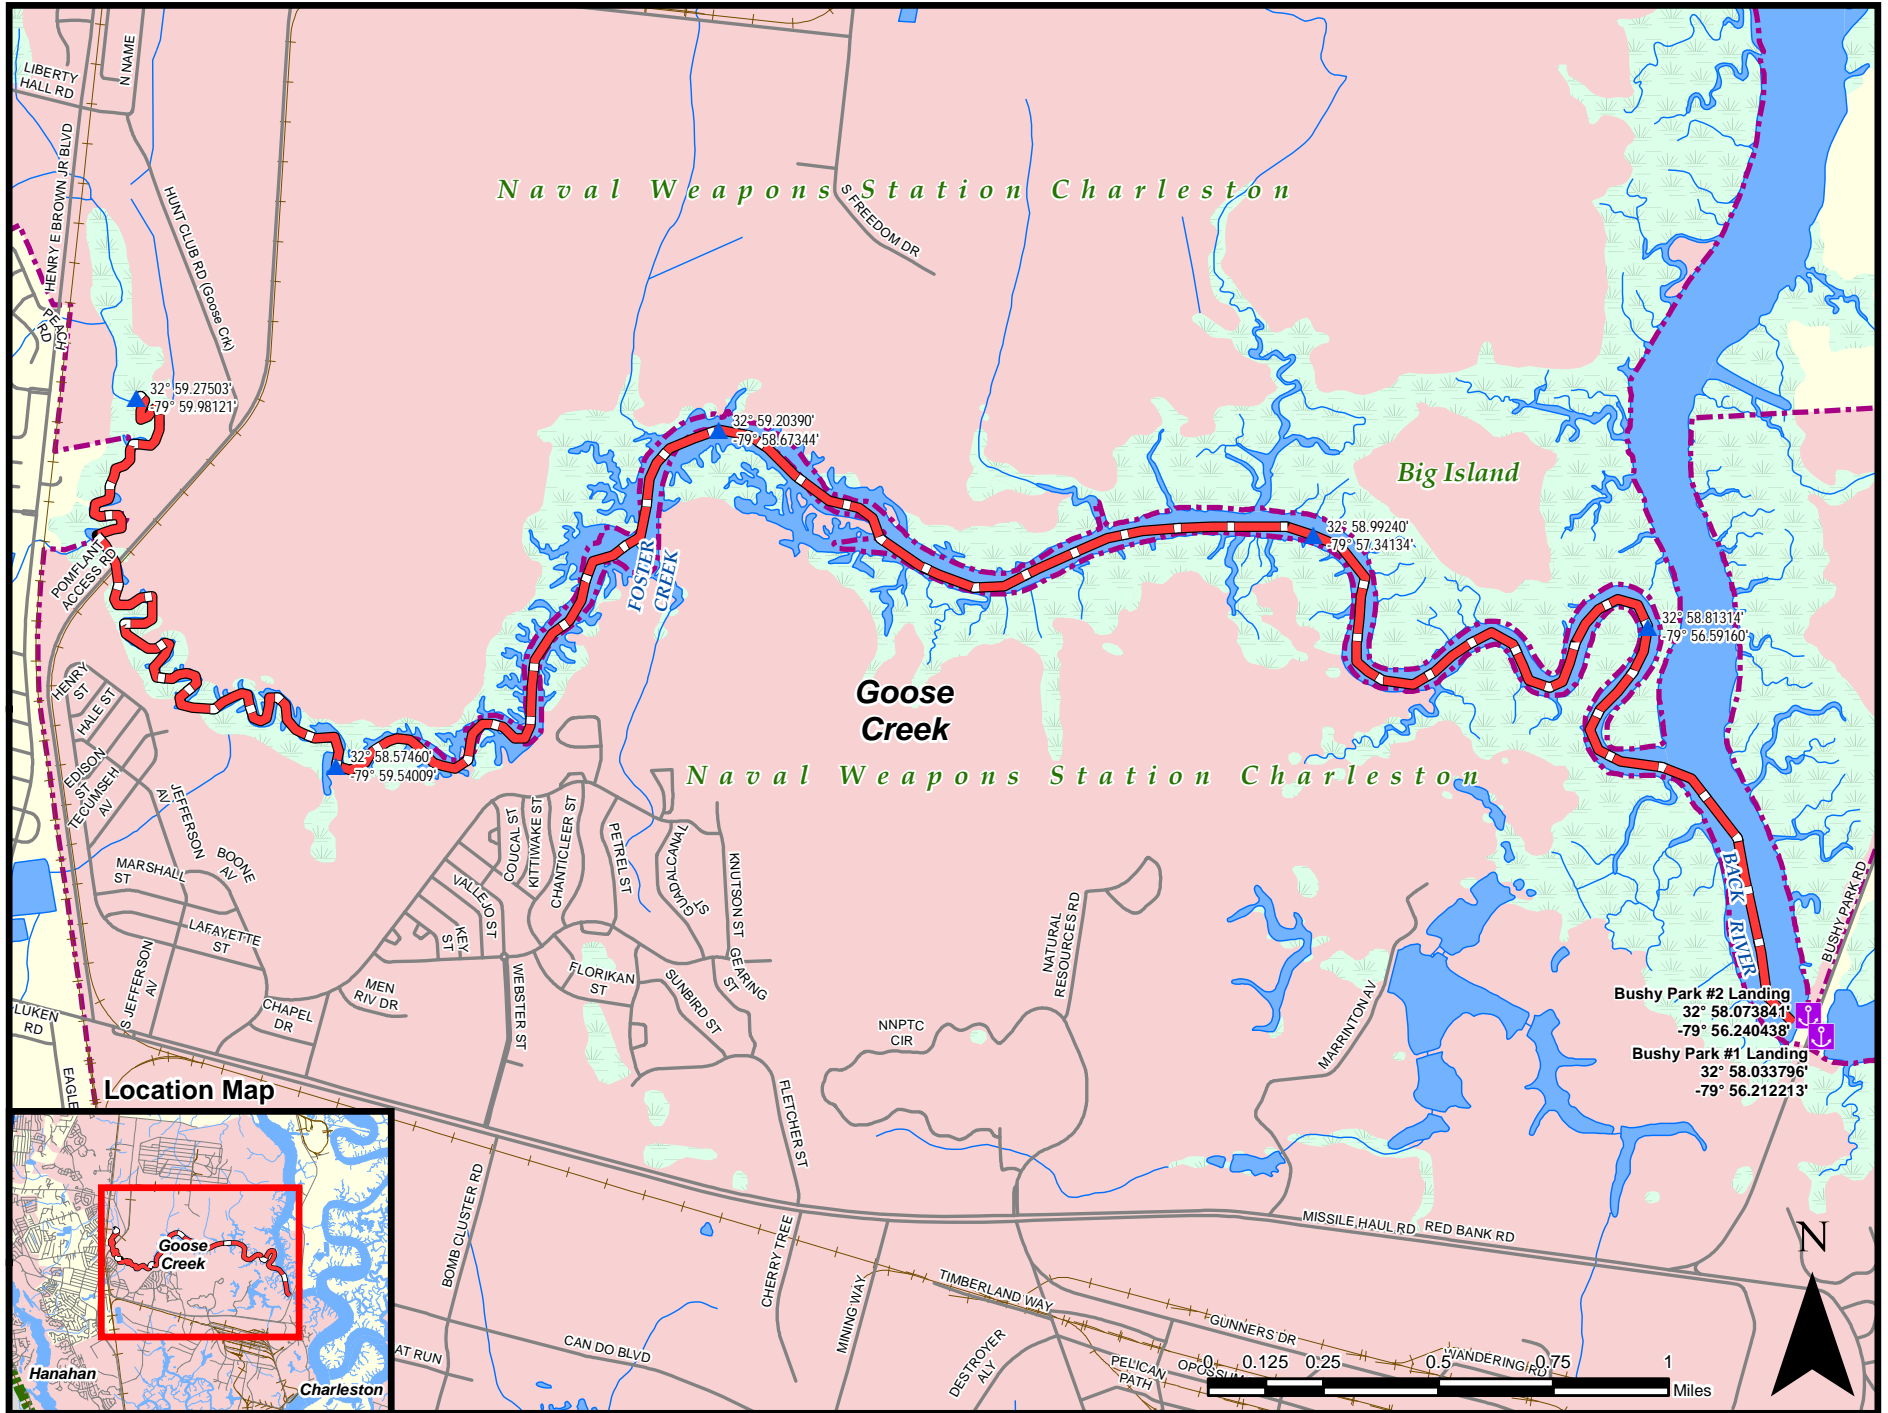 LIBERTY
HALL RD
N NAME
HENRY E BROWN JR BLVD
HUNT CLUB RD (Goose Crk)
PEACH
RD
Naval Weapons Station Charleston
S FREEDOM DR
32° 59.27503'
-79° 59.98121'
32° 59.20390'
-79° 58.67344'
Big Island
32° 58.99240'
-79° 57.34134'
POMFLANT
ACCESS RD
FOSTER
CREEK
32° 58.81314'
-79° 56.59160'
Goose
Creek
Naval Weapons Station Charleston
32° 58.57460'
-79° 59.54009'
HENRY
ST
HALE ST
EDISON
ST
TECUMSEH
AV
JEFFERSON
AV
BOONE
AV
MARSHALL
ST
LAFAYETTE
ST
S JEFFERSON
AV
COUCAL ST
KITTIWAKE ST
CHANTICLEER ST
PETREL ST
GUADALCANAL
ST
KNUTSON ST
VALLEJO ST
KEY
ST
GEARING
ST
FLORIKAN
ST
SUNBIRD ST
WEBSTER ST
MEN
RIV DR
CHAPEL
DR
LUKEN
RD
EAGLE
NATURAL
RESOURCES RD
NNPTC
CIR
MARRINTON AV
BACK RIVER
BUSHY PARK RD
Bushy Park #2 Landing
32° 58.073841'
-79° 56.240438'
Bushy Park #1 Landing
32° 58.033796'
-79° 56.212213'
FLETCHER ST
Location Map
Goose
Creek
Hanahan
Charleston
BOMB CLUSTER RD
CHERRY TREE
MINING WAY
MISSILE HAUL RD
RED BANK RD
TIMBERLAND WAY
GUNNERS DR
CAN DO BLVD
AT RUN
DESTROYER
ALY
PELICAN
PATH
OPOSSUM
WANDERING RD
N
0 0.125 0.25 0.5 0.75 1
Miles